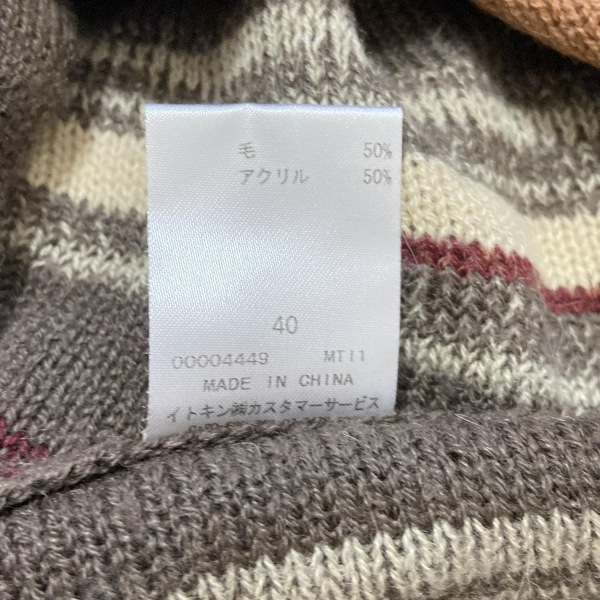 毛 50%
アクリル 50%
40
00004449 MT11
MADE IN CHINA
イトキン㈱カスタマーサービス